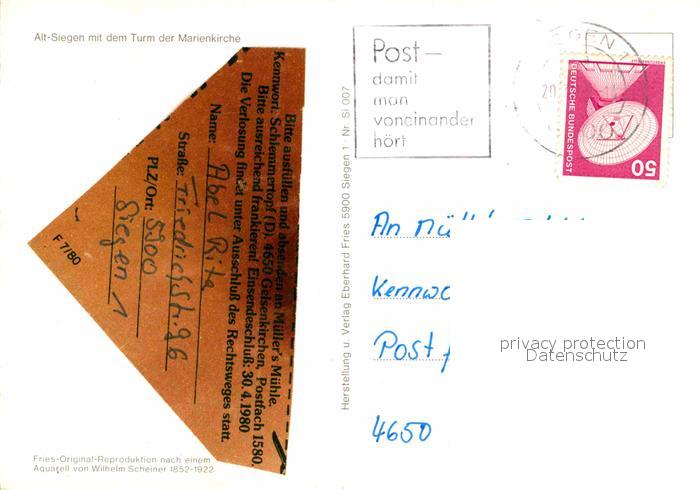 Alt-Siegen mit dem Turm der Marienkirche
Bitte ausfüllen und absenden an Müller's Mühle.
Kennwort: Schlemmertopf (D), 4650 Gelsenkirchen, Postfach 1580.
Bitte ausreichend frankieren! Einsendeschluß: 30.4.1980
Die Verlosung findet unter Ausschluß des Rechtsweges statt.
Name: Abel Rita
Straße: Friedrichstr. 96
PLZ/Ort: 5900
Siegen 1
F 7/80
Fries-Original-Reproduktion nach einem
Aquarell von Wilhelm Scheiner 1852-1922
Herstellung u. Verlag Eberhard Fries 5900 Siegen 1 · Nr. Si 007
Post-
damit
man
voneinander
hört
DEUTSCHE BUNDESPOST
50
An
Kennwo
Post
4650
privacy protection
Datenschutz